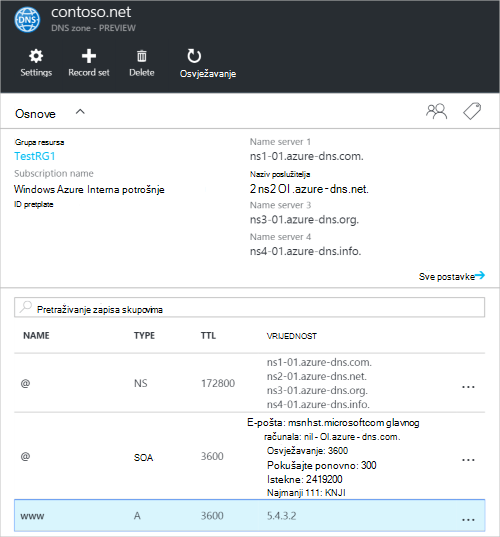 contoso.net
DNS zone - PREVIEW
DNS
Settings
Record set
Delete
Osvježavanje
Osnove
Grupa resursa
TestRG1
Subscription name
Windows Azure Interna potrošnje
ID pretplate
Name server 1
ns1-01.azure-dns.com.
Naziv poslužitelja
2 ns2 OI .azure-dns.net.
Name server 3
ns3-01.azure-dns.org.
Name server 4
ns4-01.azure-dns.info.
Sve postavke
Pretraživanje zapisa skupovima
NAME TYPE TTL VRIJEDNOST
@ NS 172800
ns1-01.azure-dns.com.
ns2-01.azure-dns.net.
ns3-01.azure-dns.org.
ns4-01.azure-dns.info.
...
@ SOA 3600
E-pošta: msnhst.microsoftcom glavnog
računala: nil - OI.azure - dns - com.
Osvježavanje: 3600
Pokušajte ponovno: 300
Istekne: 2419200
Najmanji 111: KNJI
...
www A 3600 5.4.3.2 ...